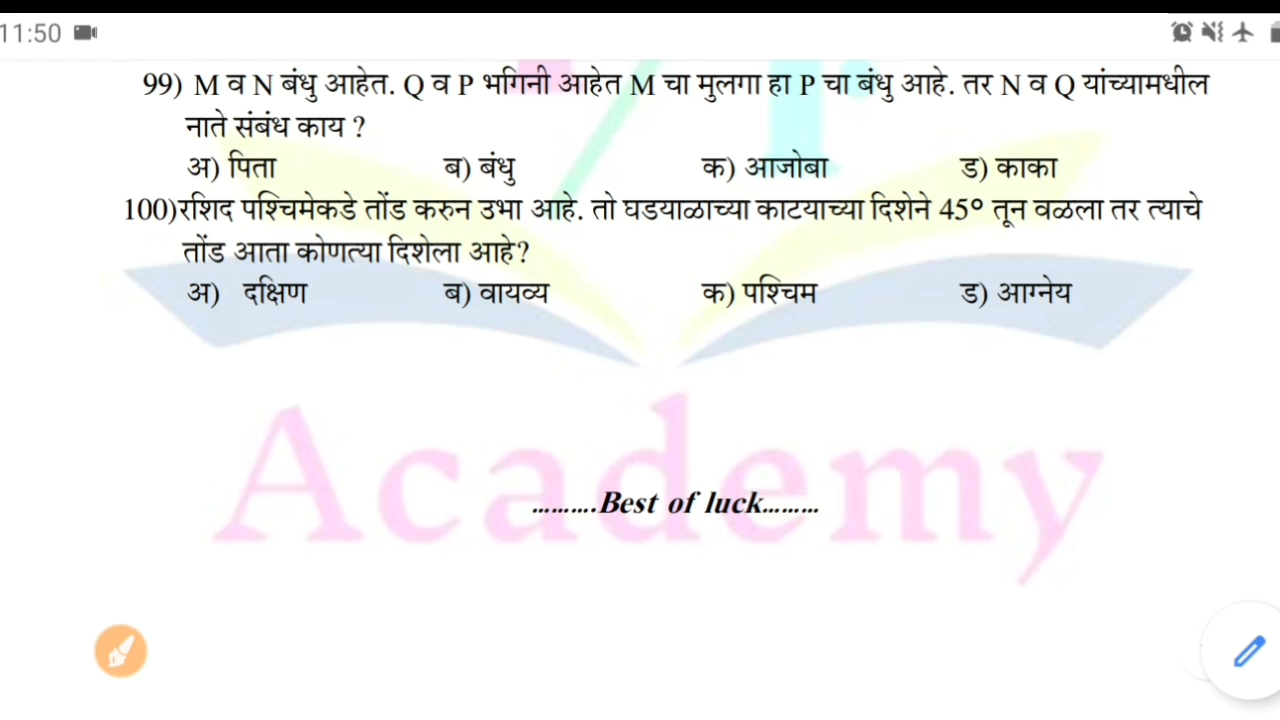 11:50
99) M व N बंधु आहेत. Q व P भगिनी आहेत M चा मुलगा हा P चा बंधु आहे. तर N व Q यांच्यामधील
नाते संबंध काय ?
अ) पिता ब) बंधु क) आजोबा ड) काका
100)रशिद पश्चिमेकडे तोंड करुन उभा आहे. तो घडयाळाच्या काटयाच्या दिशेने 45° तून वळला तर त्याचे
तोंड आता कोणत्या दिशेला आहे?
अ) दक्षिण ब) वायव्य क) पश्चिम ड) आग्नेय
Academy
..........Best of luck.........